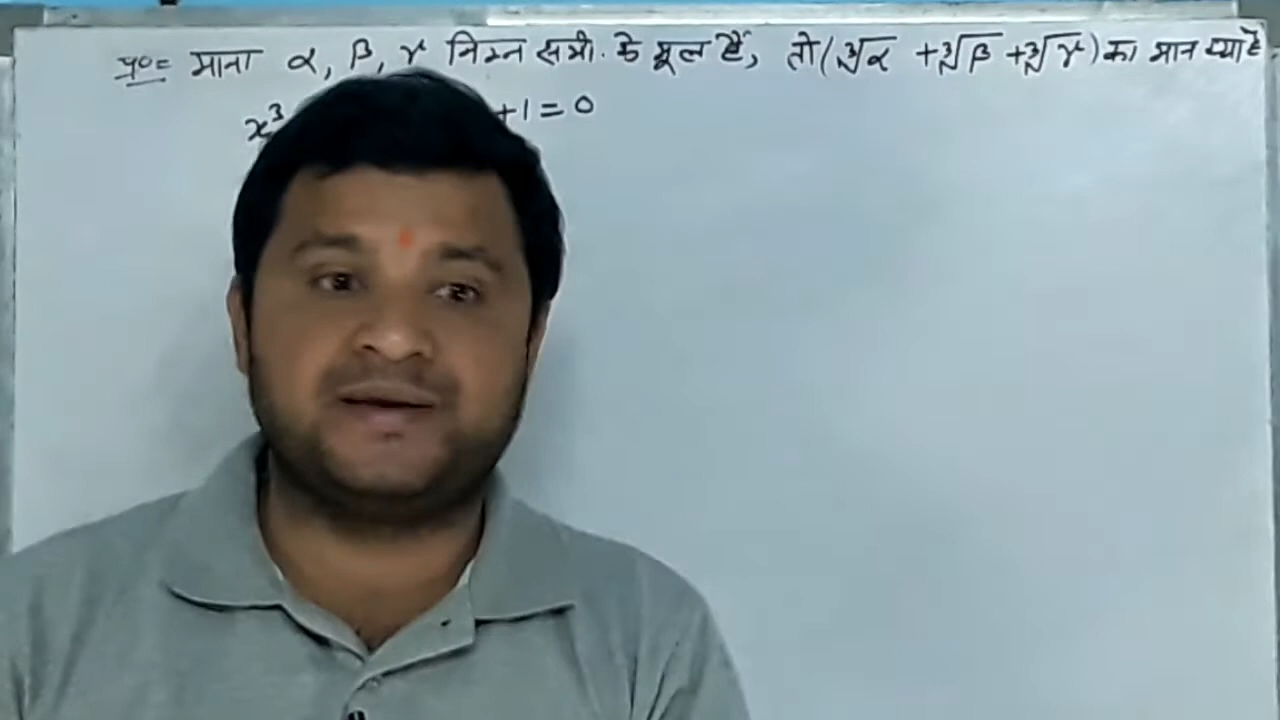 प्र०= माना α, β, γ निम्न समी. के मूल हैं, तो (∛α + ∛β + ∛γ) का मान क्या है
x³ +1 = 0